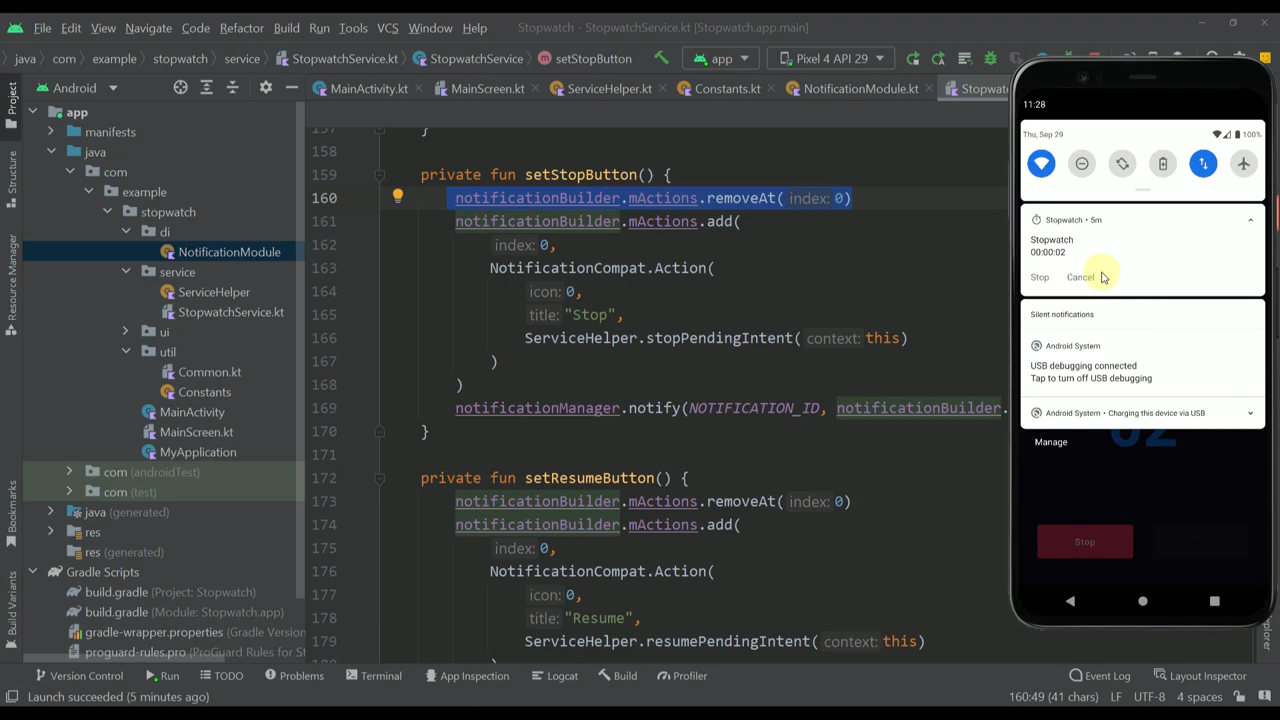 File Edit View Navigate Code Refactor Build Run Tools VCS Window Help Stopwatch - StopwatchService.kt [Stopwatch.app.main]
java com example stopwatch service StopwatchService.kt StopwatchService setStopButton app Pixel 4 API 29
Android
MainActivity.kt MainScreen.kt ServiceHelper.kt Constants.kt NotificationModule.kt Stopwatc
Project
Structure
Resource Manager
Bookmarks
Build Variants
app
manifests
java
com
example
stopwatch
di
NotificationModule
service
ServiceHelper
StopwatchService.kt
ui
util
Common.kt
Constants
MainActivity
MainScreen.kt
MyApplication
com (androidTest)
com (test)
java (generated)
res
res (generated)
Gradle Scripts
build.gradle (Project: Stopwatch)
build.gradle (Module: Stopwatch.app)
gradle-wrapper.properties (Gradle Version
proguard-rules.pro (ProGuard Rules for St
157 }
158
159 private fun setStopButton() {
160 notificationBuilder.mActions.removeAt( index: 0)
161 notificationBuilder.mActions.add(
162 index: 0,
163 NotificationCompat.Action(
164 icon: 0,
165 title: "Stop",
166 ServiceHelper.stopPendingIntent( context: this)
167 )
168 )
169 notificationManager.notify(NOTIFICATION_ID, notificationBuilder.
170 }
171
172 private fun setResumeButton() {
173 notificationBuilder.mActions.removeAt( index: 0)
174 notificationBuilder.mActions.add(
175 index: 0,
176 NotificationCompat.Action(
177 icon: 0,
178 title: "Resume",
179 ServiceHelper.resumePendingIntent( context: this)
11:28
Thu, Sep 29 100%
Stopwatch • 5m
Stopwatch
00:00:02
Stop Cancel
Silent notifications
Android System
USB debugging connected
Tap to turn off USB debugging
Android System • Charging this device via USB
02
Manage
Stop
Version Control Run TODO Problems Terminal App Inspection Logcat Build Profiler Event Log Layout Inspector
Launch succeeded (5 minutes ago) 160:49 (41 chars) LF UTF-8 4 spaces